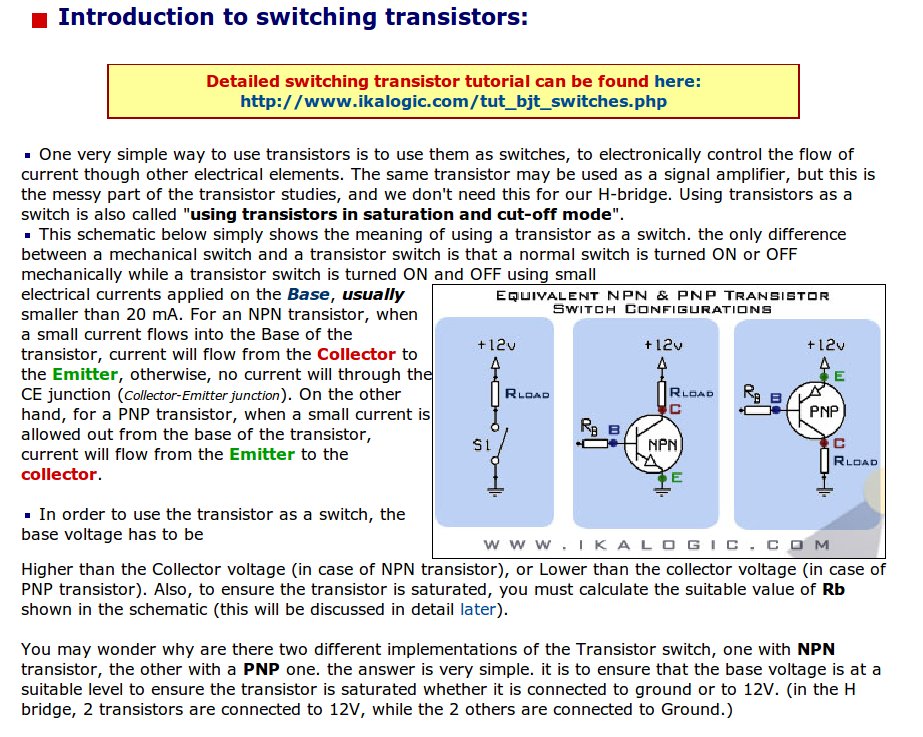 Introduction to switching transistors:
Detailed switching transistor tutorial can be found here:
http://www.ikalogic.com/tut_bjt_switches.php
One very simple way to use transistors is to use them as switches, to electronically control the flow of
current though other electrical elements. The same transistor may be used as a signal amplifier, but this is
the messy part of the transistor studies, and we don't need this for our H-bridge. Using transistors as a
switch is also called "using transistors in saturation and cut-off mode".
This schematic below simply shows the meaning of using a transistor as a switch. the only difference
between a mechanical switch and a transistor switch is that a normal switch is turned ON or OFF
mechanically while a transistor switch is turned ON and OFF using small
electrical currents applied on the Base, usually
smaller than 20 mA. For an NPN transistor, when
a small current flows into the Base of the
transistor, current will flow from the Collector to
the Emitter, otherwise, no current will through the
CE junction (Collector-Emitter junction). On the other
hand, for a PNP transistor, when a small current is
allowed out from the base of the transistor,
current will flow from the Emitter to the
collector.
In order to use the transistor as a switch, the
base voltage has to be
EQUIVALENT NPN & PNP TRANSISTOR
SWITCH CONFIGURATIONS
+12v
RLOAD
S1
+12v
RLOAD
C
RB B
NPN
E
+12v
E
RB B
PNP
C
RLOAD
WWW.IKALOGIC.COM
Higher than the Collector voltage (in case of NPN transistor), or Lower than the collector voltage (in case of
PNP transistor). Also, to ensure the transistor is saturated, you must calculate the suitable value of Rb
shown in the schematic (this will be discussed in detail later).
You may wonder why are there two different implementations of the Transistor switch, one with NPN
transistor, the other with a PNP one. the answer is very simple. it is to ensure that the base voltage is at a
suitable level to ensure the transistor is saturated whether it is connected to ground or to 12V. (in the H
bridge, 2 transistors are connected to 12V, while the 2 others are connected to Ground.)